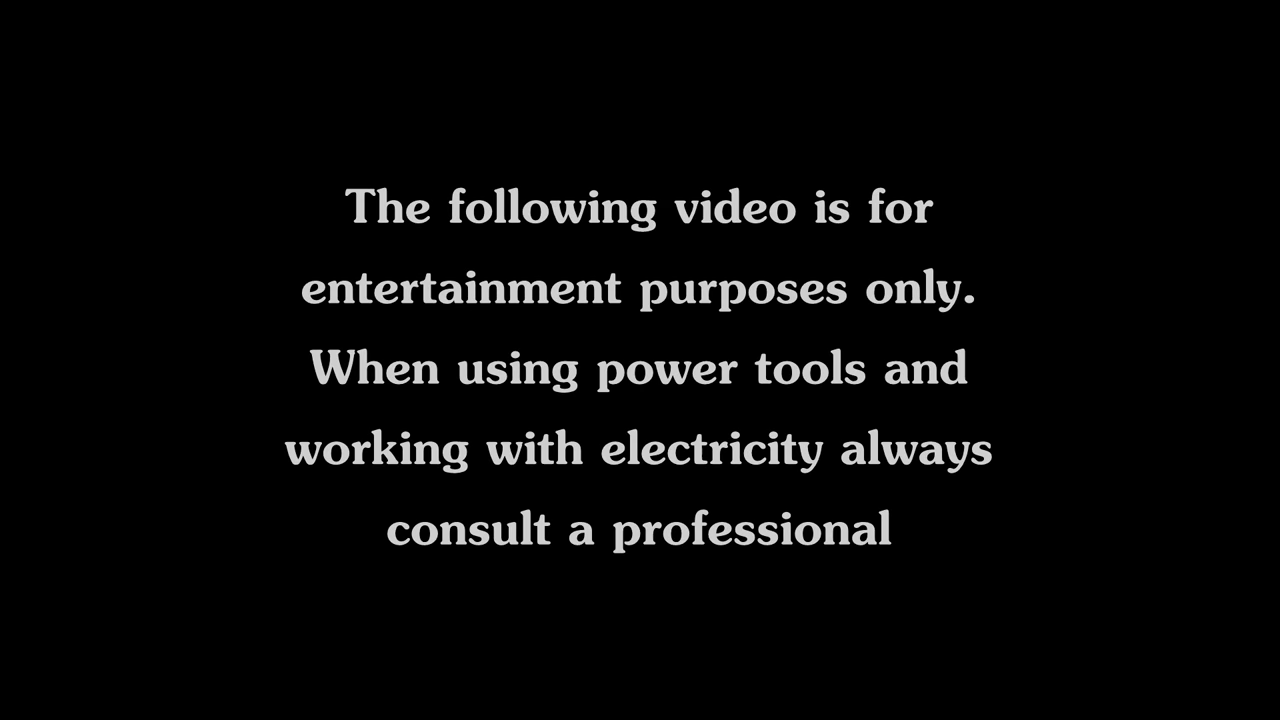 The following video is for
entertainment purposes only.
When using power tools and
working with electricity always
consult a professional